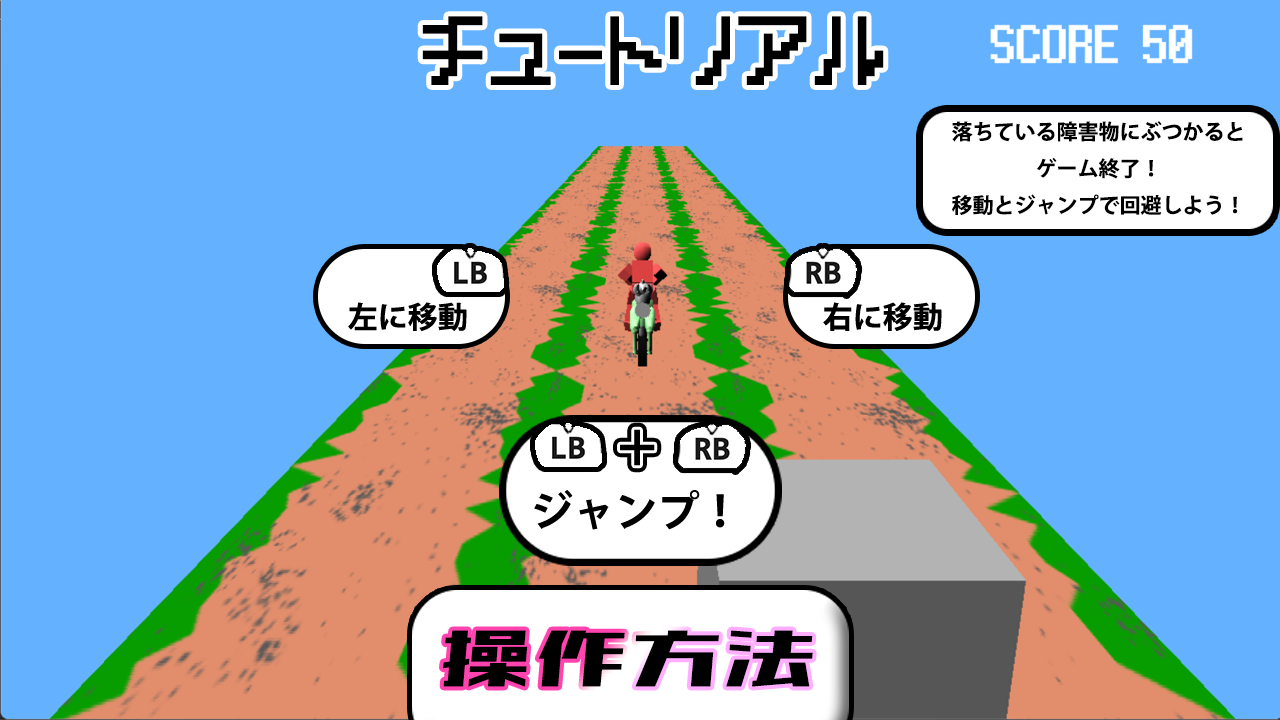 チュートリアル
SCORE 50
落ちている障害物にぶつかると
ゲーム終了！
移動とジャンプで回避しよう！
LB
左に移動
RB
右に移動
LB + RB
ジャンプ！
操作方法